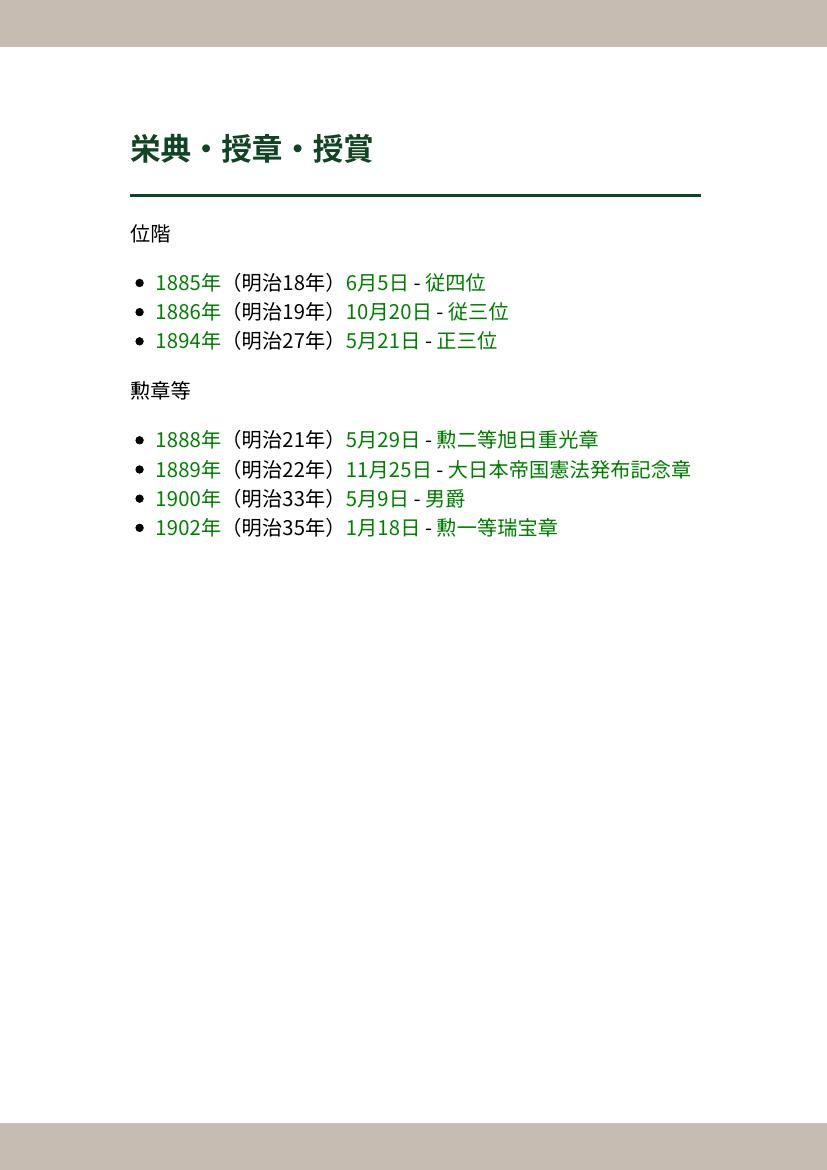 栄典・授章・授賞
位階
● 1885年（明治18年）6月5日 - 従四位
● 1886年（明治19年）10月20日 - 従三位
● 1894年（明治27年）5月21日 - 正三位
勲章等
● 1888年（明治21年）5月29日 - 勲二等旭日重光章
● 1889年（明治22年）11月25日 - 大日本帝国憲法発布記念章
● 1900年（明治33年）5月9日 - 男爵
● 1902年（明治35年）1月18日 - 勲一等瑞宝章